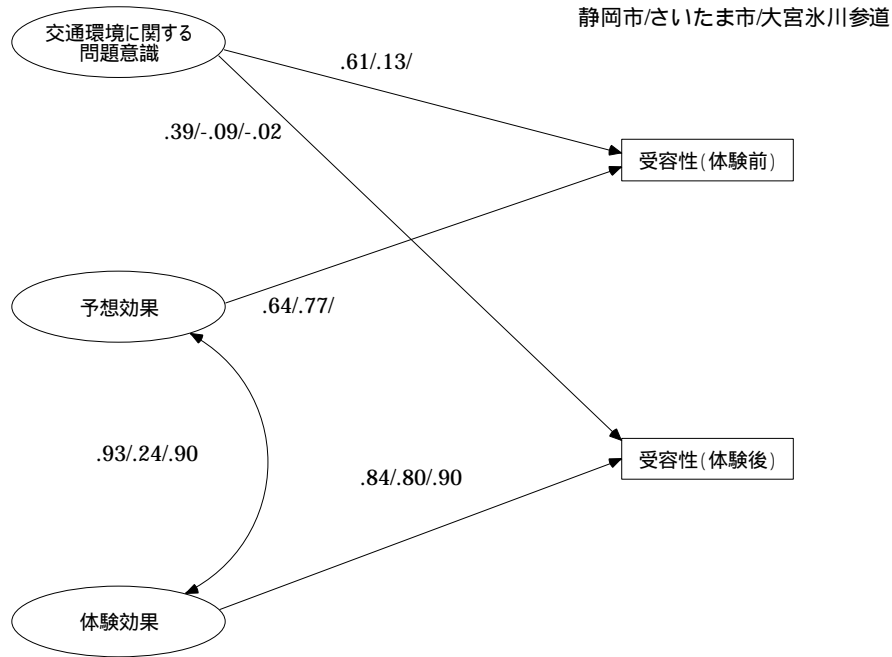 静岡市/さいたま市/大宮氷川参道
交通環境に関する
問題意識
.61/.13/
.39/-.09/-.02
受容性(体験前)
予想効果
.64/.77/
.93/.24/.90
.84/.80/.90
受容性(体験後)
体験効果